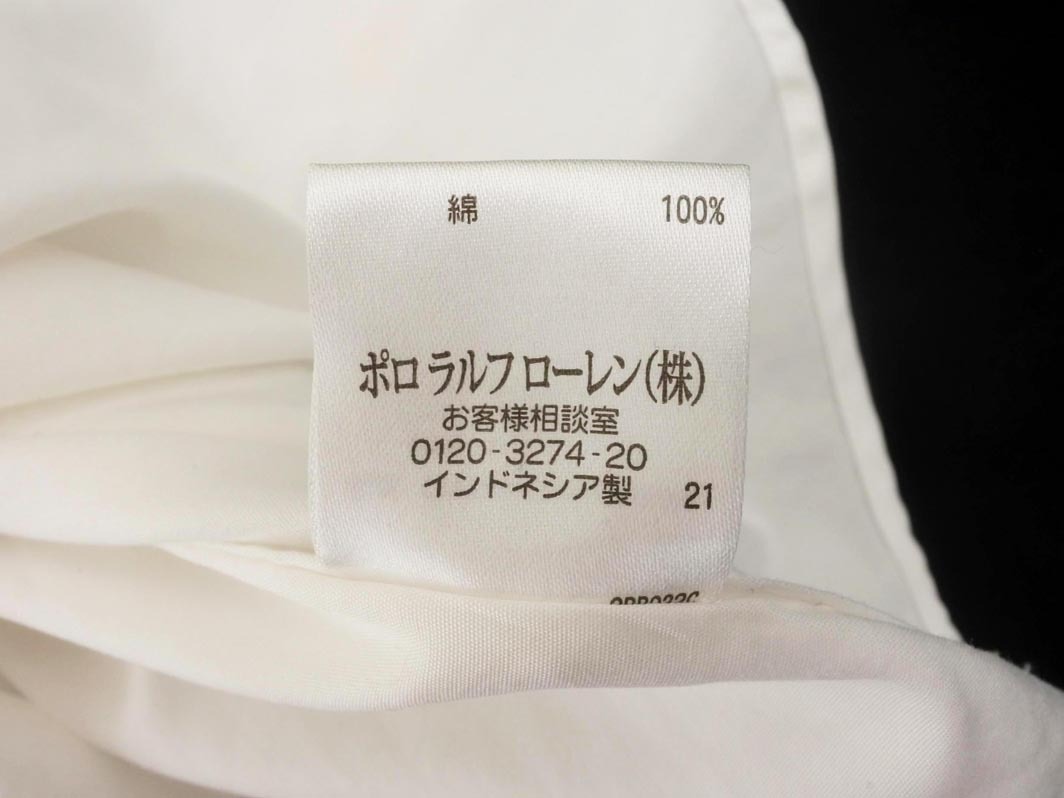 綿 100%
ポロ ラルフ ローレン(株)
お客様相談室
0120-3274-20
インドネシア製 21